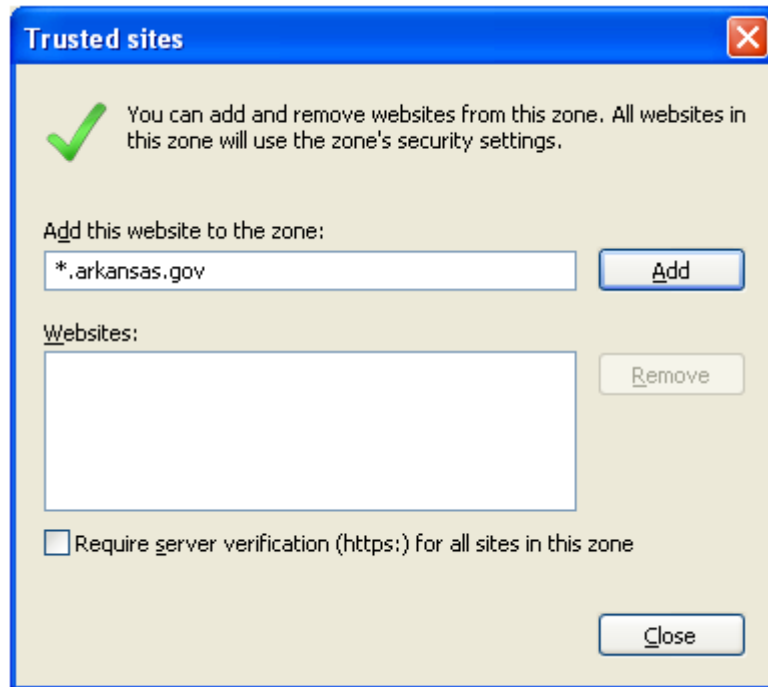 Trusted sites
You can add and remove websites from this zone. All websites in
this zone will use the zone's security settings.
Add this website to the zone:
*.arkansas.gov
Add
Websites:
Remove
Require server verification (https:) for all sites in this zone
Close